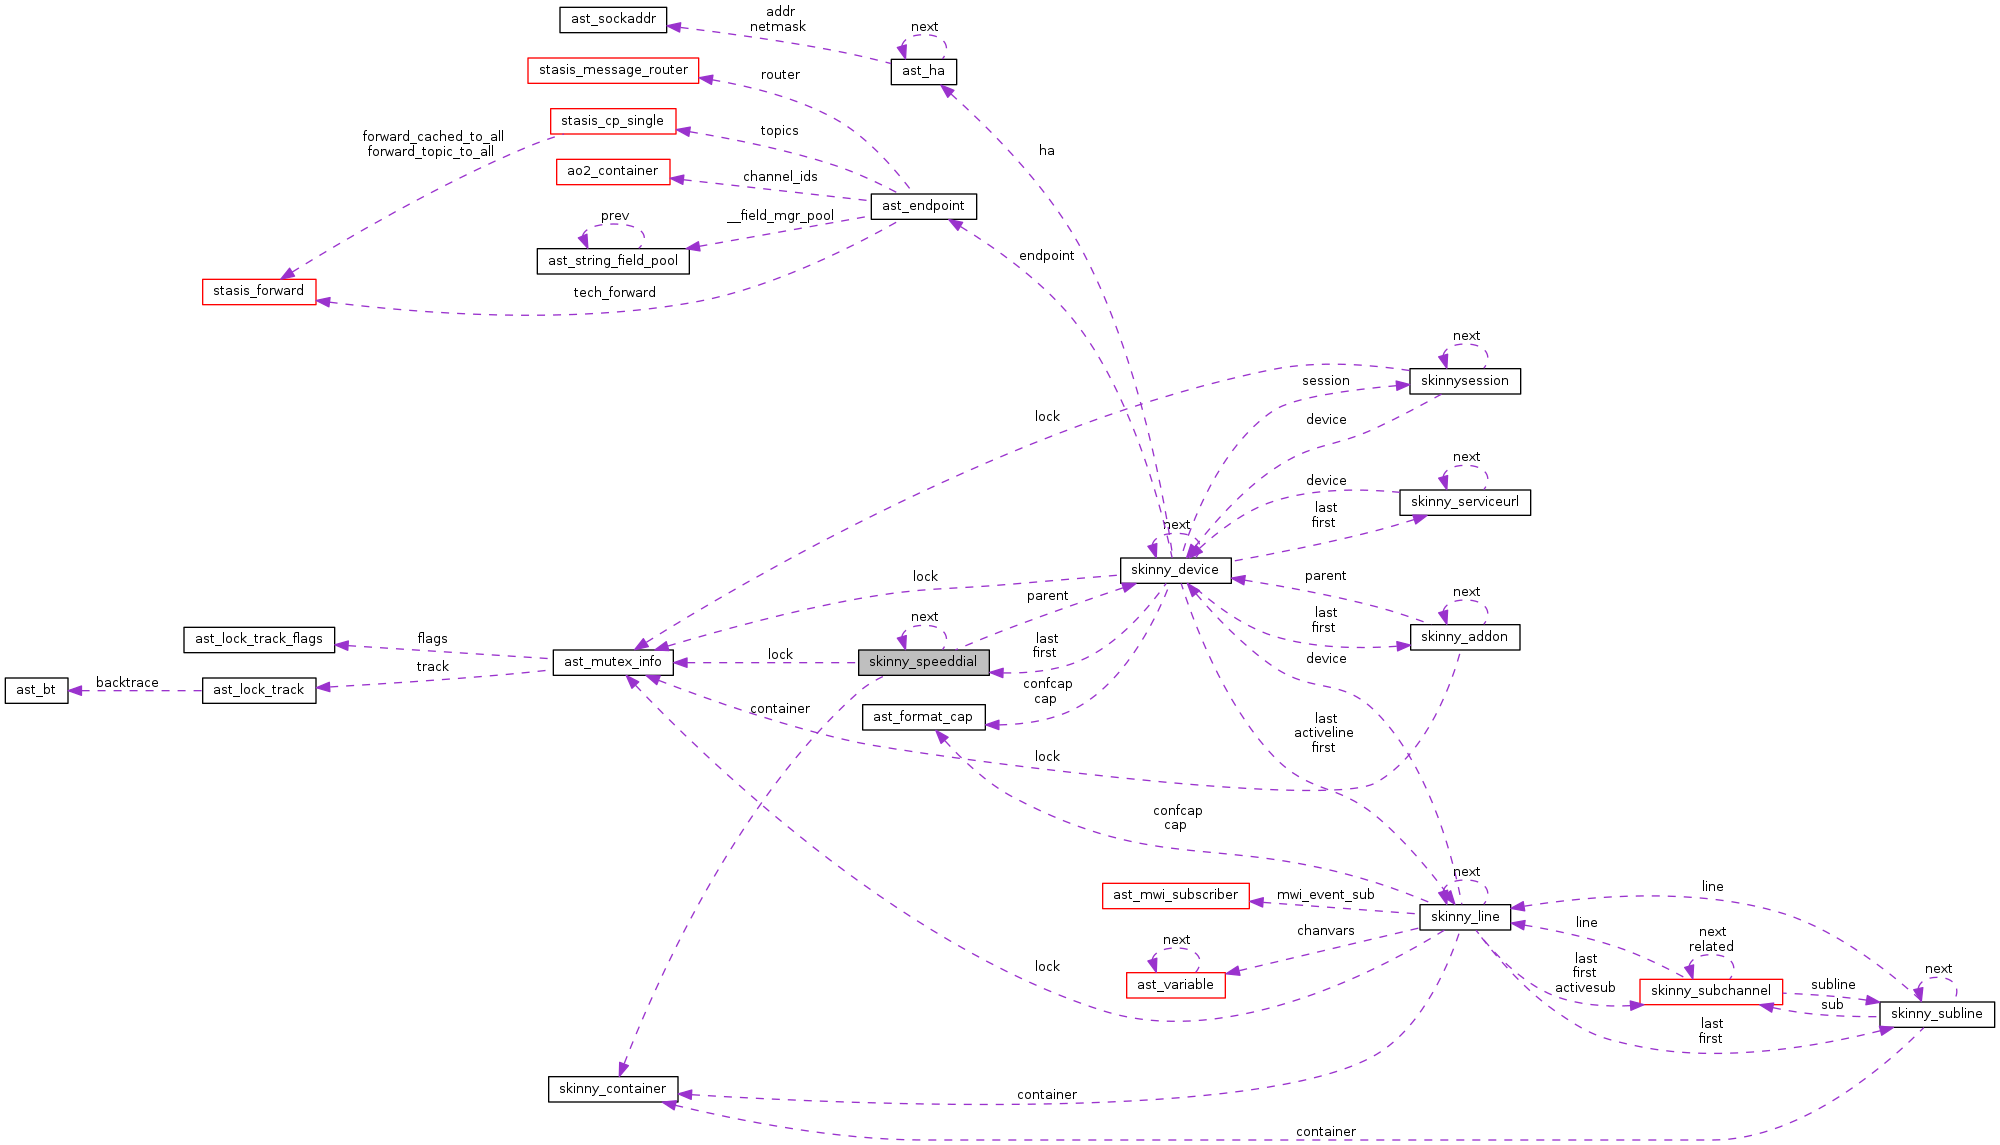 ast_sockaddr
addr
netmask
next
ast_ha
stasis_message_router
router
stasis_cp_single
topics
forward_cached_to_all
forward_topic_to_all
ha
ao2_container
channel_ids
ast_endpoint
prev
__field_mgr_pool
ast_string_field_pool
endpoint
stasis_forward
tech_forward
next
session
skinnysession
lock
device
next
device
skinny_serviceurl
last
first
next
skinny_device
lock
parent
next
parent
last
first
skinny_addon
next
ast_lock_track_flags
flags
last
first
lock
ast_mutex_info
skinny_speeddial
device
track
backtrace
ast_bt
ast_lock_track
confcap
cap
container
ast_format_cap
last
activeline
first
lock
confcap
cap
next
ast_mwi_subscriber
mwi_event_sub
line
skinny_line
line
chanvars
next
next
related
lock
last
first
activesub
next
ast_variable
skinny_subchannel
subline
sub
skinny_subline
last
first
skinny_container
container
container